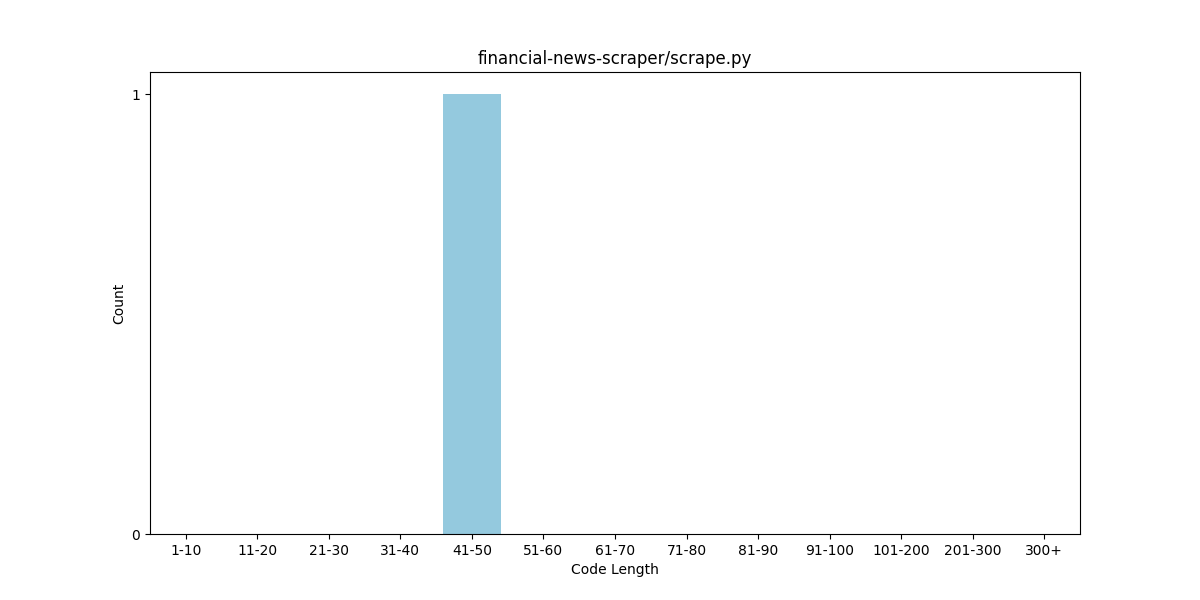 financial-news-scraper/scrape.py
1
Count
0
1-10 11-20 21-30 31-40 41-50 51-60 61-70 71-80 81-90 91-100 101-200 201-300 300+
Code Length